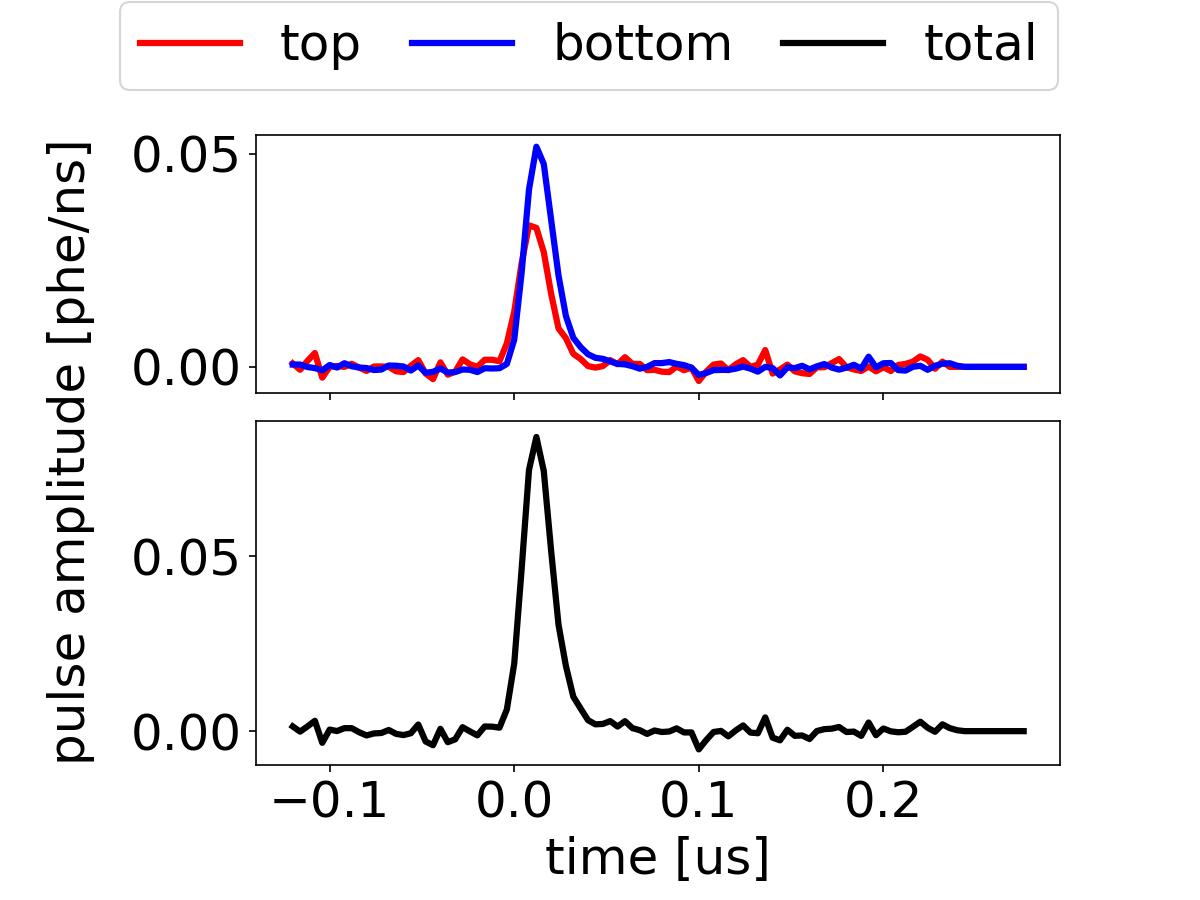 top bottom total
pulse amplitude [phe/ns]
0.05
0.00
0.05
0.00
−0.1 0.0 0.1 0.2
time [us]